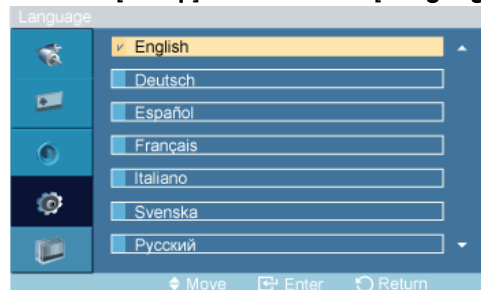 Language
English
Deutsch
Español
Français
Italiano
Svenska
Русский
Move Enter Return